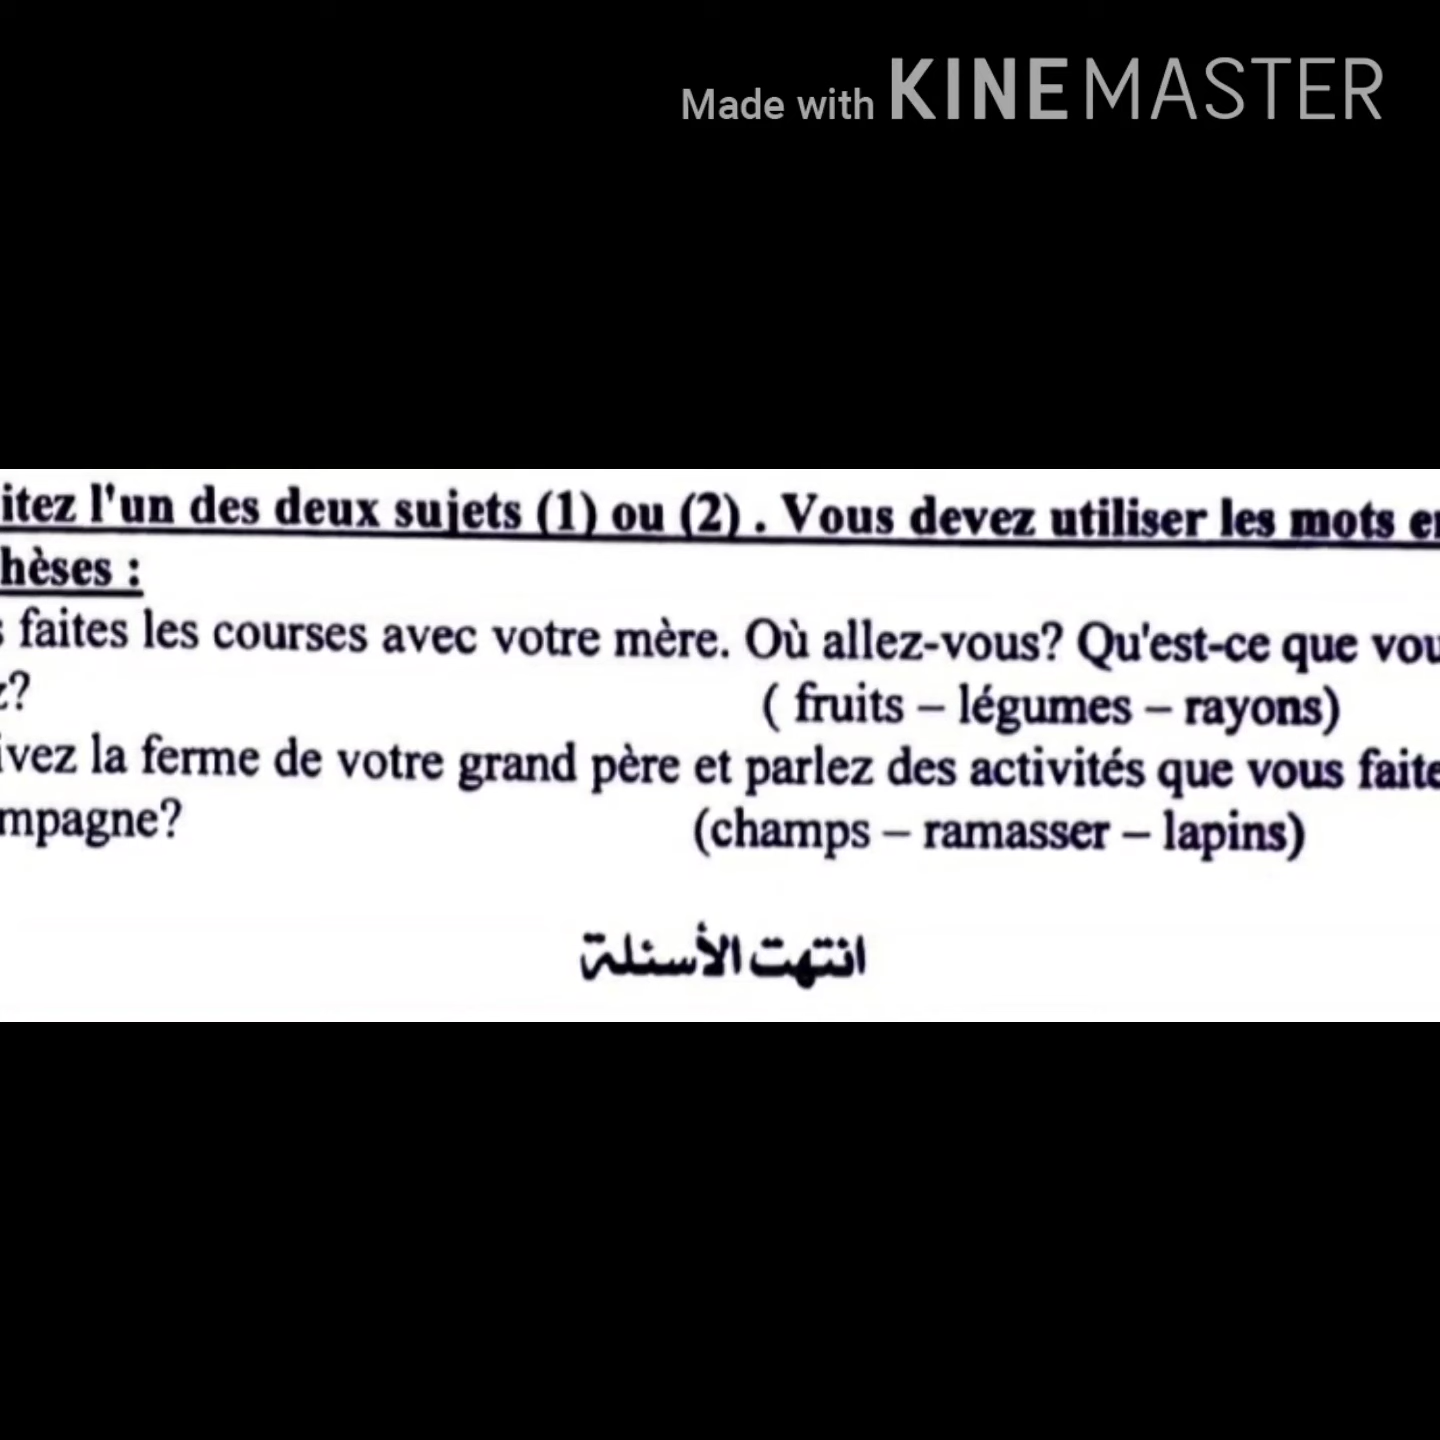 Made with KINEMASTER
itez l'un des deux sujets (1) ou (2) . Vous devez utiliser les mots en
hèses :
s faites les courses avec votre mère. Où allez-vous? Qu'est-ce que vou
z? ( fruits – légumes – rayons)
ivez la ferme de votre grand père et parlez des activités que vous faite
mpagne? (champs – ramasser – lapins)
انتهت الأسئلة